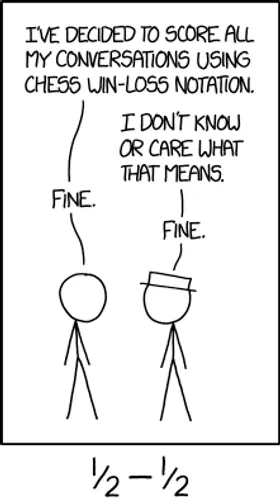 I'VE DECIDED TO SCORE ALL
MY CONVERSATIONS USING
CHESS WIN-LOSS NOTATION.
I DON'T KNOW
OR CARE WHAT
THAT MEANS.
FINE.
FINE.
½–½